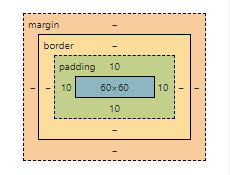 margin –
border –
padding 10
– – 10 60×60 10 – –
10
–
–